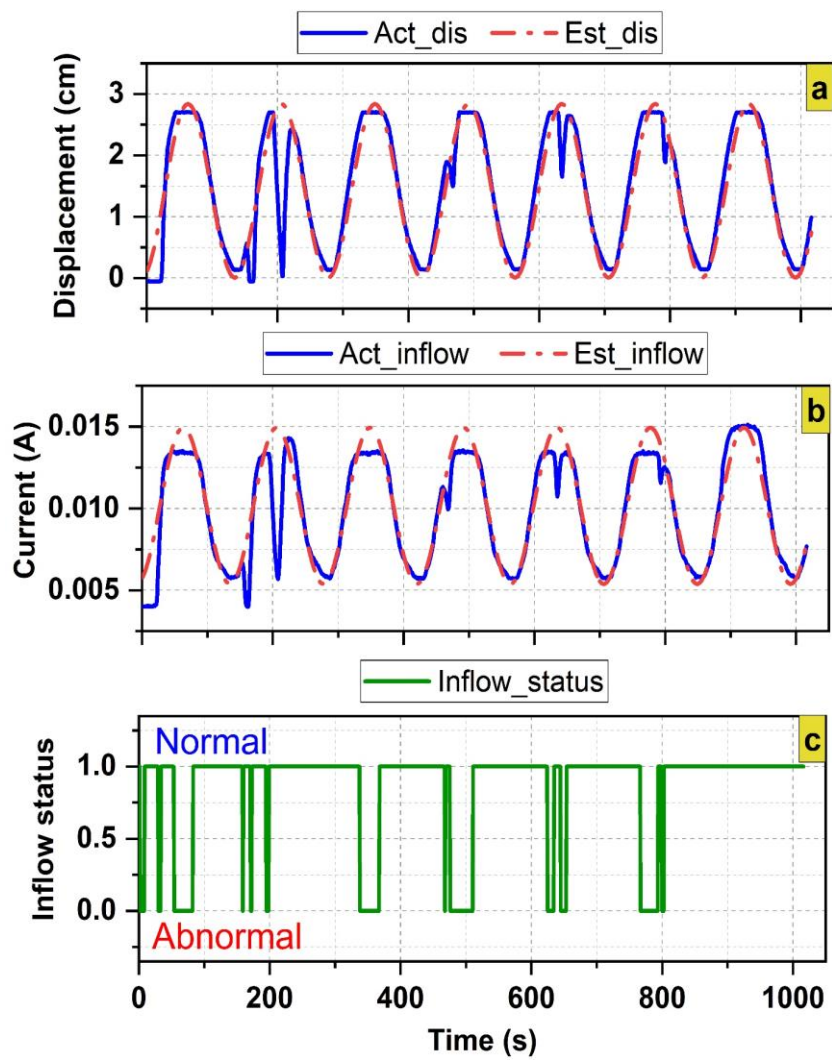 Act_dis Est_dis
a
Displacement (cm)
3
2
1
0
Act_inflow Est_inflow
b
Current (A)
0.015
0.010
0.005
Inflow_status
c
Normal
Inflow status
1.0
0.5
0.0
Abnormal
0 200 400 600 800 1000
Time (s)